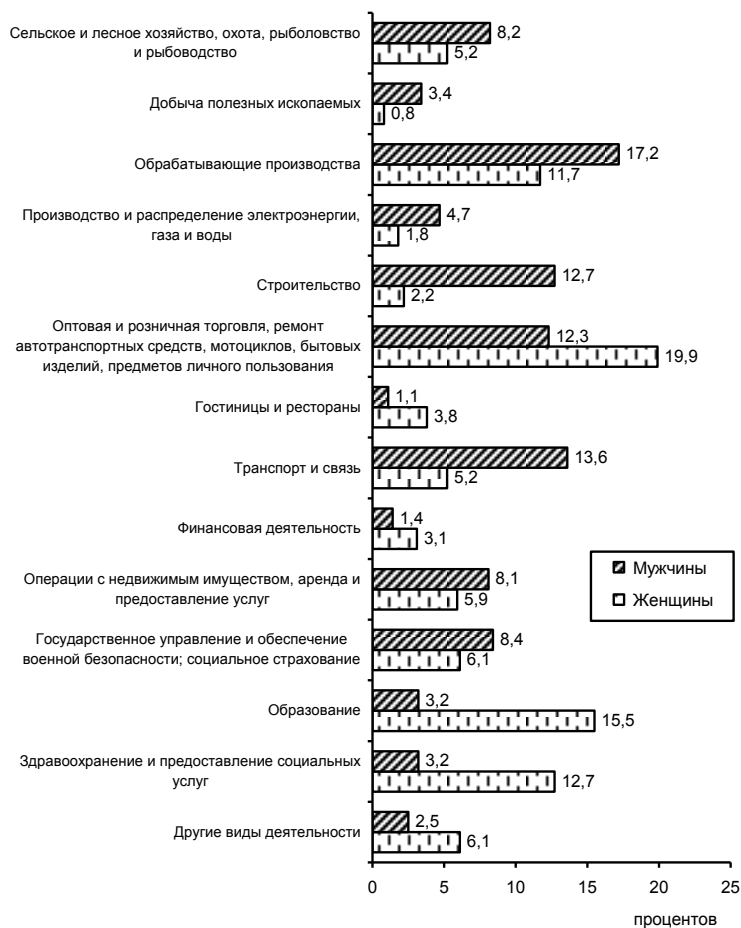 Сельское и лесное хозяйство, охота, рыболовство
и рыбоводство
8,2
5,2
Добыча полезных ископаемых
3,4
0,8
Обрабатывающие производства
17,2
11,7
Производство и распределение электроэнергии,
газа и воды
4,7
1,8
Строительство
12,7
2,2
Оптовая и розничная торговля, ремонт
автотранспортных средств, мотоциклов, бытовых
изделий, предметов личного пользования
12,3
19,9
Гостиницы и рестораны
1,1
3,8
Транспорт и связь
13,6
5,2
Финансовая деятельность
1,4
3,1
Операции с недвижимым имуществом, аренда и
предоставление услуг
8,1
5,9
Государственное управление и обеспечение
военной безопасности; социальное страхование
8,4
6,1
Образование
3,2
15,5
Здравоохранение и предоставление социальных
услуг
3,2
12,7
Другие виды деятельности
2,5
6,1
Мужчины
Женщины
0 5 10 15 20 25
процентов